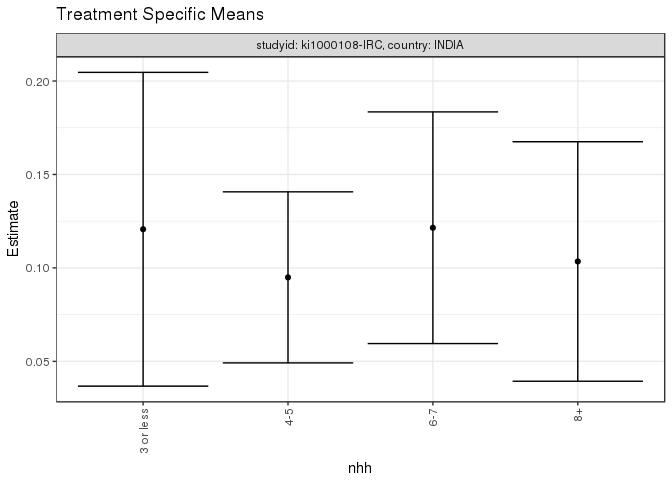 Treatment Specific Means
studyid: ki1000108-IRC, country: INDIA
Estimate
0.20
0.15
0.10
0.05
3 or less
4-5
6-7
8+
nhh